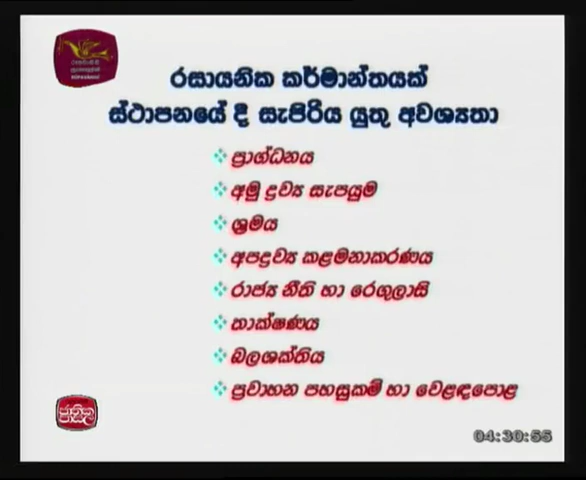 රසායනික කර්මාන්තයක්
ස්ථාපනයේ දී සැපිරිය යුතු අවශ්‍යතා
ප්‍රාග්ධනය
අමු ද්‍රව්‍ය සැපයුම
ශ්‍රමය
අපද්‍රව්‍ය කළමනාකරණය
රාජ්‍ය නීති හා රෙගුලාසි
තාක්ෂණය
බලශක්තිය
ප්‍රවාහන පහසුකම් හා වෙළඳපොළ
ජාතික
පාසල
04:30:55